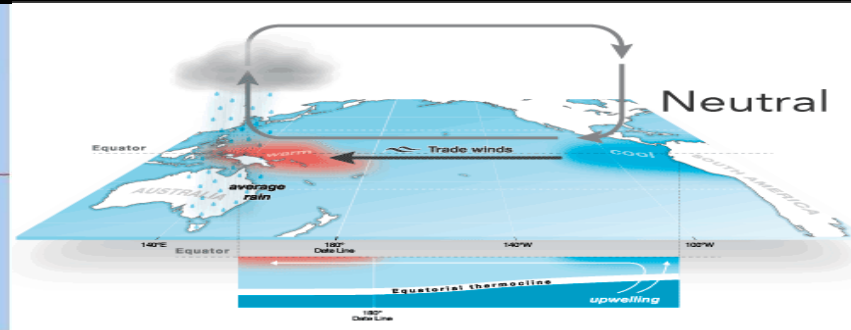 Neutral
Equator
Trade winds
warm
cool
SOUTH AMERICA
AUSTRALIA
average
rain
140°E
Equator
180°
Date Line
140°W
100°W
Equatorial thermocline
upwelling
180°
Date Line